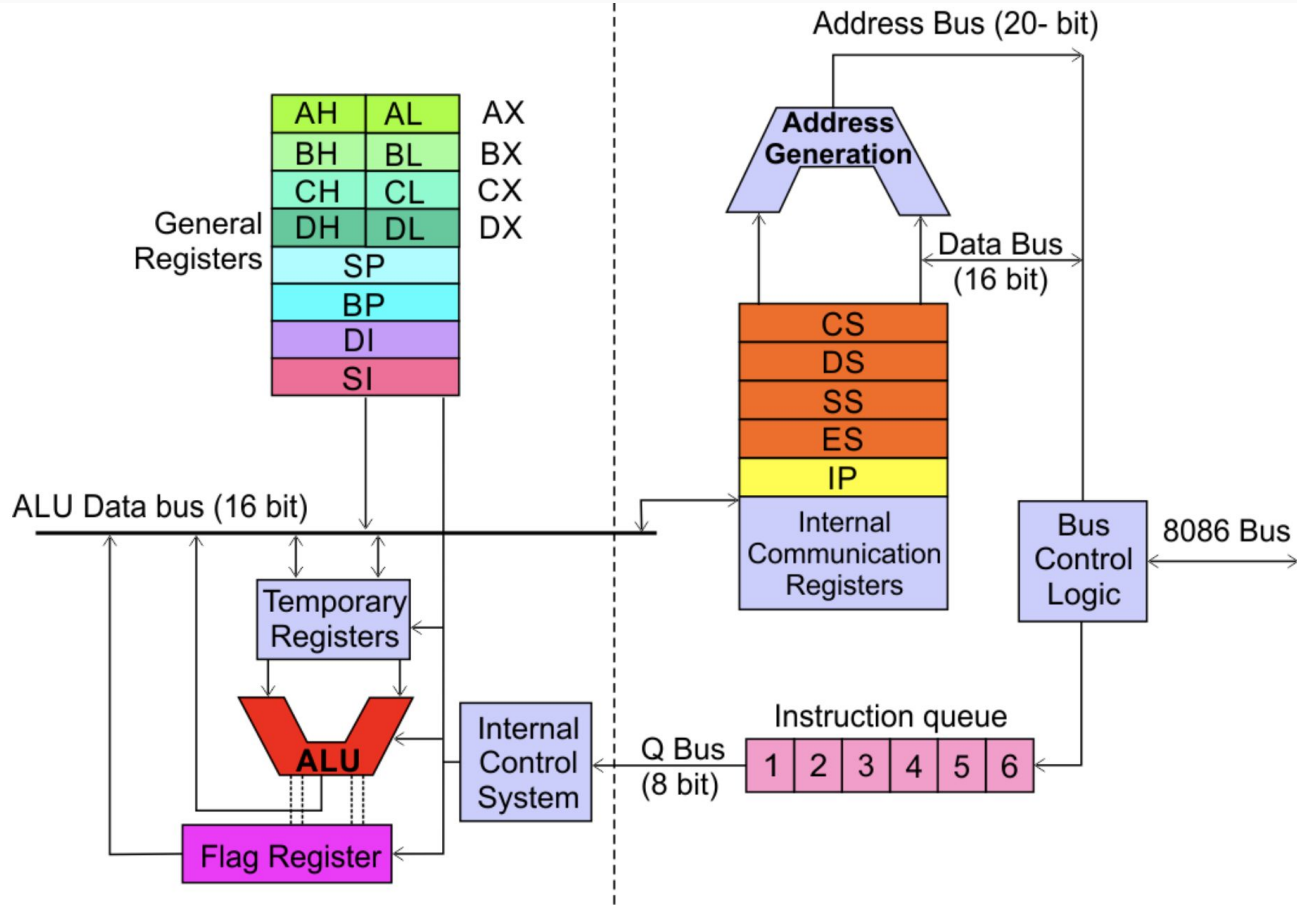 Address Bus (20- bit)
AH AL AX
BH BL BX
CH CL CX
DH DL DX
General
Registers
SP
BP
DI
SI
Address
Generation
Data Bus
(16 bit)
CS
DS
SS
ES
IP
Internal
Communication
Registers
ALU Data bus (16 bit)
Bus
Control
Logic
8086 Bus
Temporary
Registers
ALU
Internal
Control
System
Q Bus
(8 bit)
Instruction queue
1 2 3 4 5 6
Flag Register